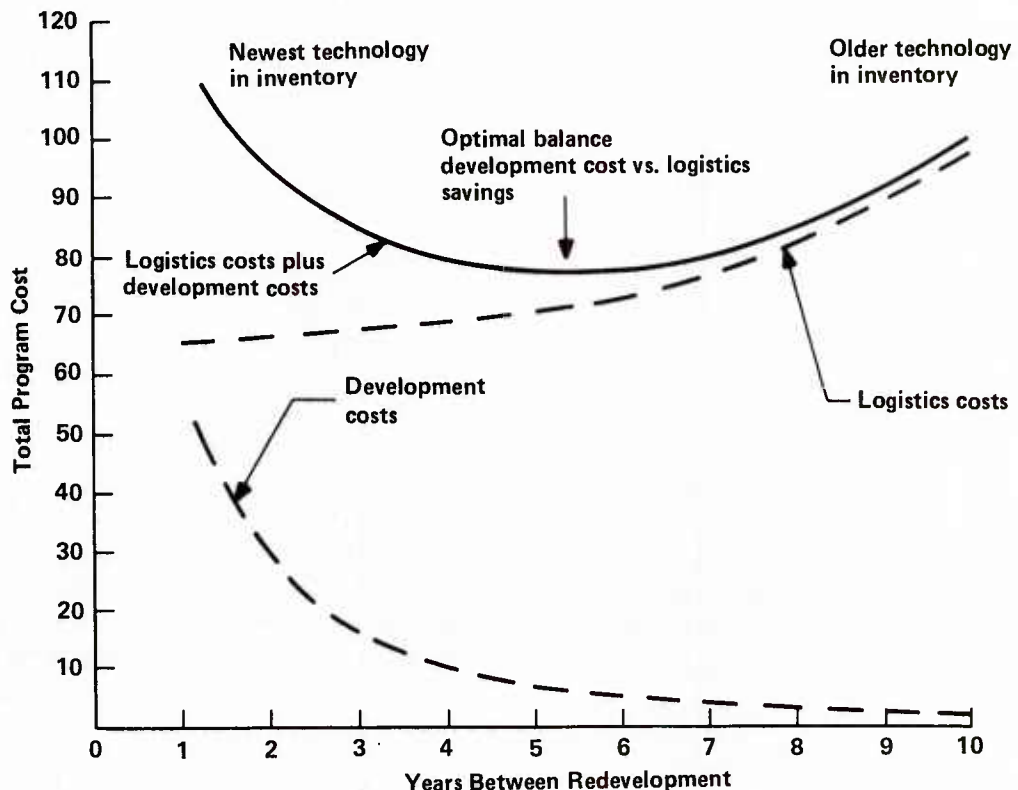 120
110
100
90
80
70
60
50
40
30
20
10
Total Program Cost
Newest technology
in inventory
Older technology
in inventory
Optimal balance
development cost vs. logistics
savings
Logistics costs plus
development costs
Development
costs
Logistics costs
0 1 2 3 4 5 6 7 8 9 10
Years Between Redevelopment